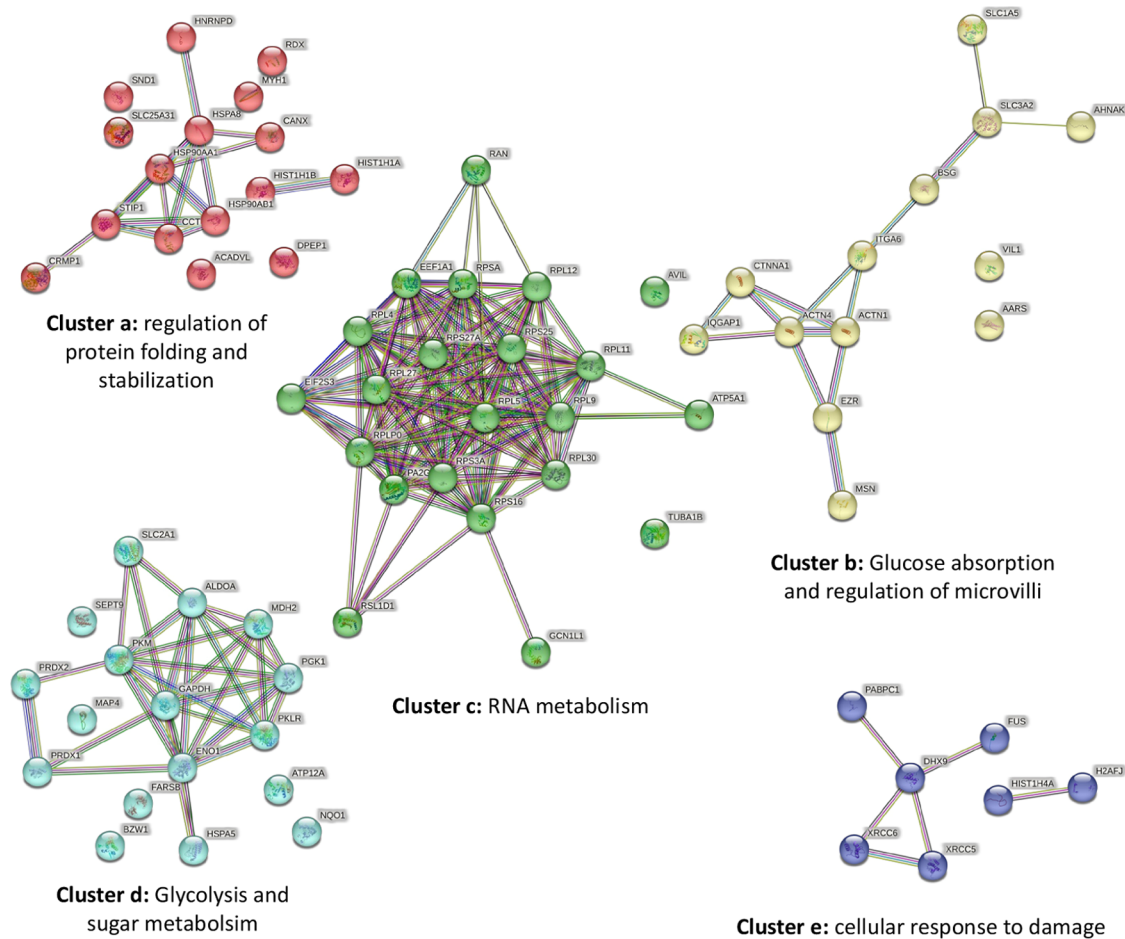 HNRNPD
RDX
SND1
MYH1
SLC25A31
HSPA8
CANX
HSP90AA1
HIST1H1A
HIST1H1B
HSP90AB1
STIP1
CCT
CRMP1
ACADVL
DPEP1
Cluster a: regulation of
protein folding and
stabilization
SLC1A5
SLC3A2
AHNAK
BSG
ITGA6
VIL1
CTNNA1
AARS
IQGAP1
ACTN4
ACTN1
EZR
MSN
Cluster b: Glucose absorption
and regulation of microvilli
RAN
EEF1A1
RPSA
RPL12
AVIL
RPL4
RPS27A
RPS25
RPL11
EIF2S3
RPL27
RPL5
RPL9
ATP5A1
RPLP0
PA2G
RPS3A
RPL30
RPS16
TUBA1B
RSL1D1
GCN1L1
Cluster c: RNA metabolism
SLC2A1
ALDOA
SEPT9
MDH2
PKM
PRDX2
PGK1
GAPDH
MAP4
PKLR
PRDX1
ENO1
ATP12A
FARSB
NQO1
BZW1
HSPA5
Cluster d: Glycolysis and
sugar metabolsim
PABPC1
FUS
DHX9
H2AFJ
HIST1H4A
XRCC6
XRCC5
Cluster e: cellular response to damage